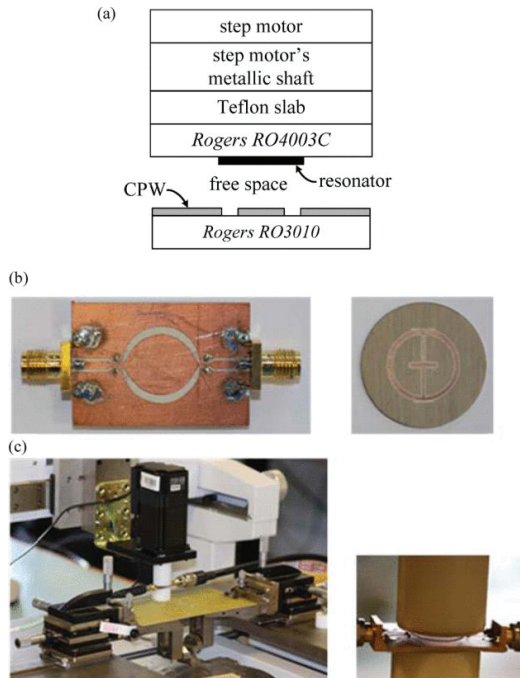 (a)
step motor
step motor's
metallic shaft
Teflon slab
Rogers RO4003C
CPW
free space
resonator
Rogers RO3010
(b)
(c)